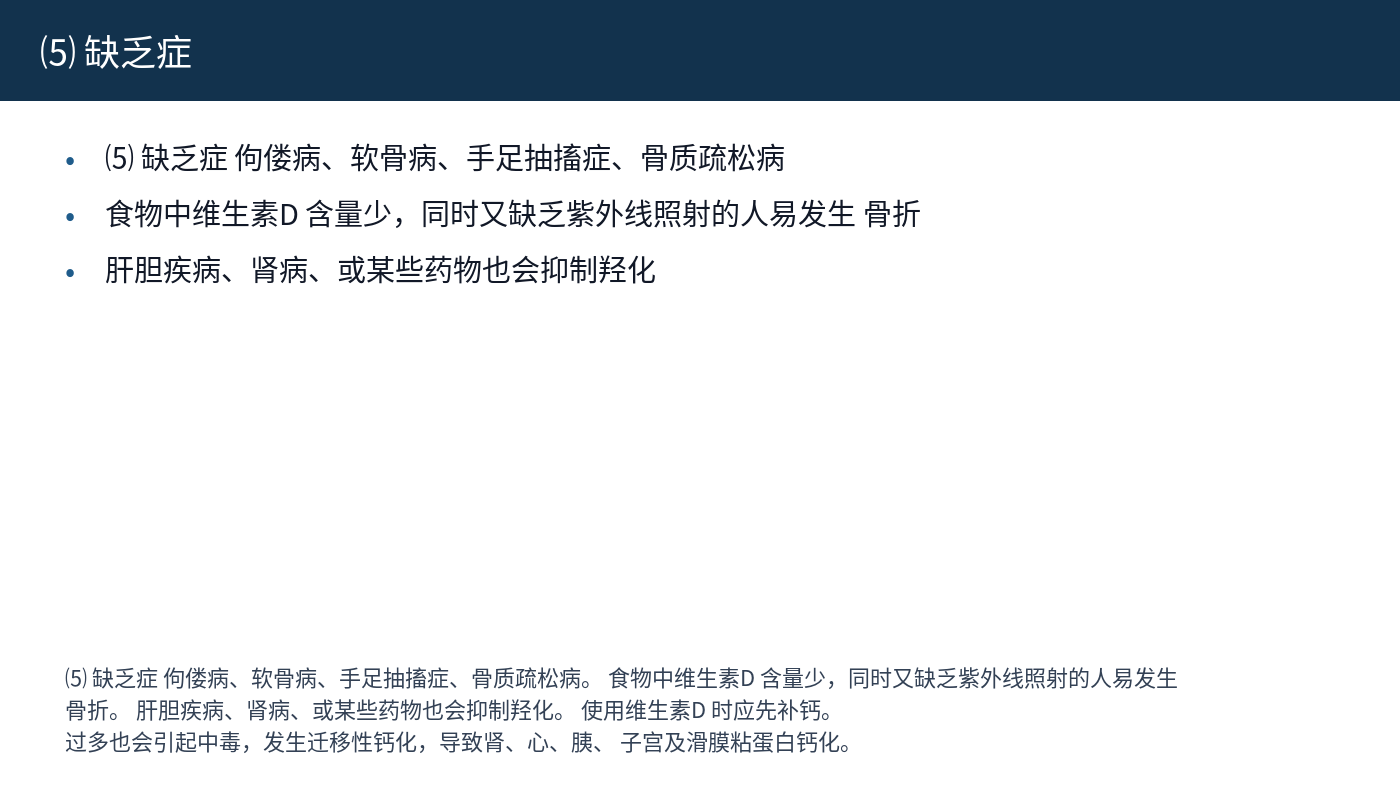 ⑸ 缺乏症
• ⑸ 缺乏症 佝偻病、软骨病、手足抽搐症、骨质疏松病
• 食物中维生素D 含量少，同时又缺乏紫外线照射的人易发生 骨折
• 肝胆疾病、肾病、或某些药物也会抑制羟化
⑸ 缺乏症 佝偻病、软骨病、手足抽搐症、骨质疏松病。 食物中维生素D 含量少，同时又缺乏紫外线照射的人易发生
骨折。 肝胆疾病、肾病、或某些药物也会抑制羟化。 使用维生素D 时应先补钙。
过多也会引起中毒，发生迁移性钙化，导致肾、心、胰、 子宫及滑膜粘蛋白钙化。